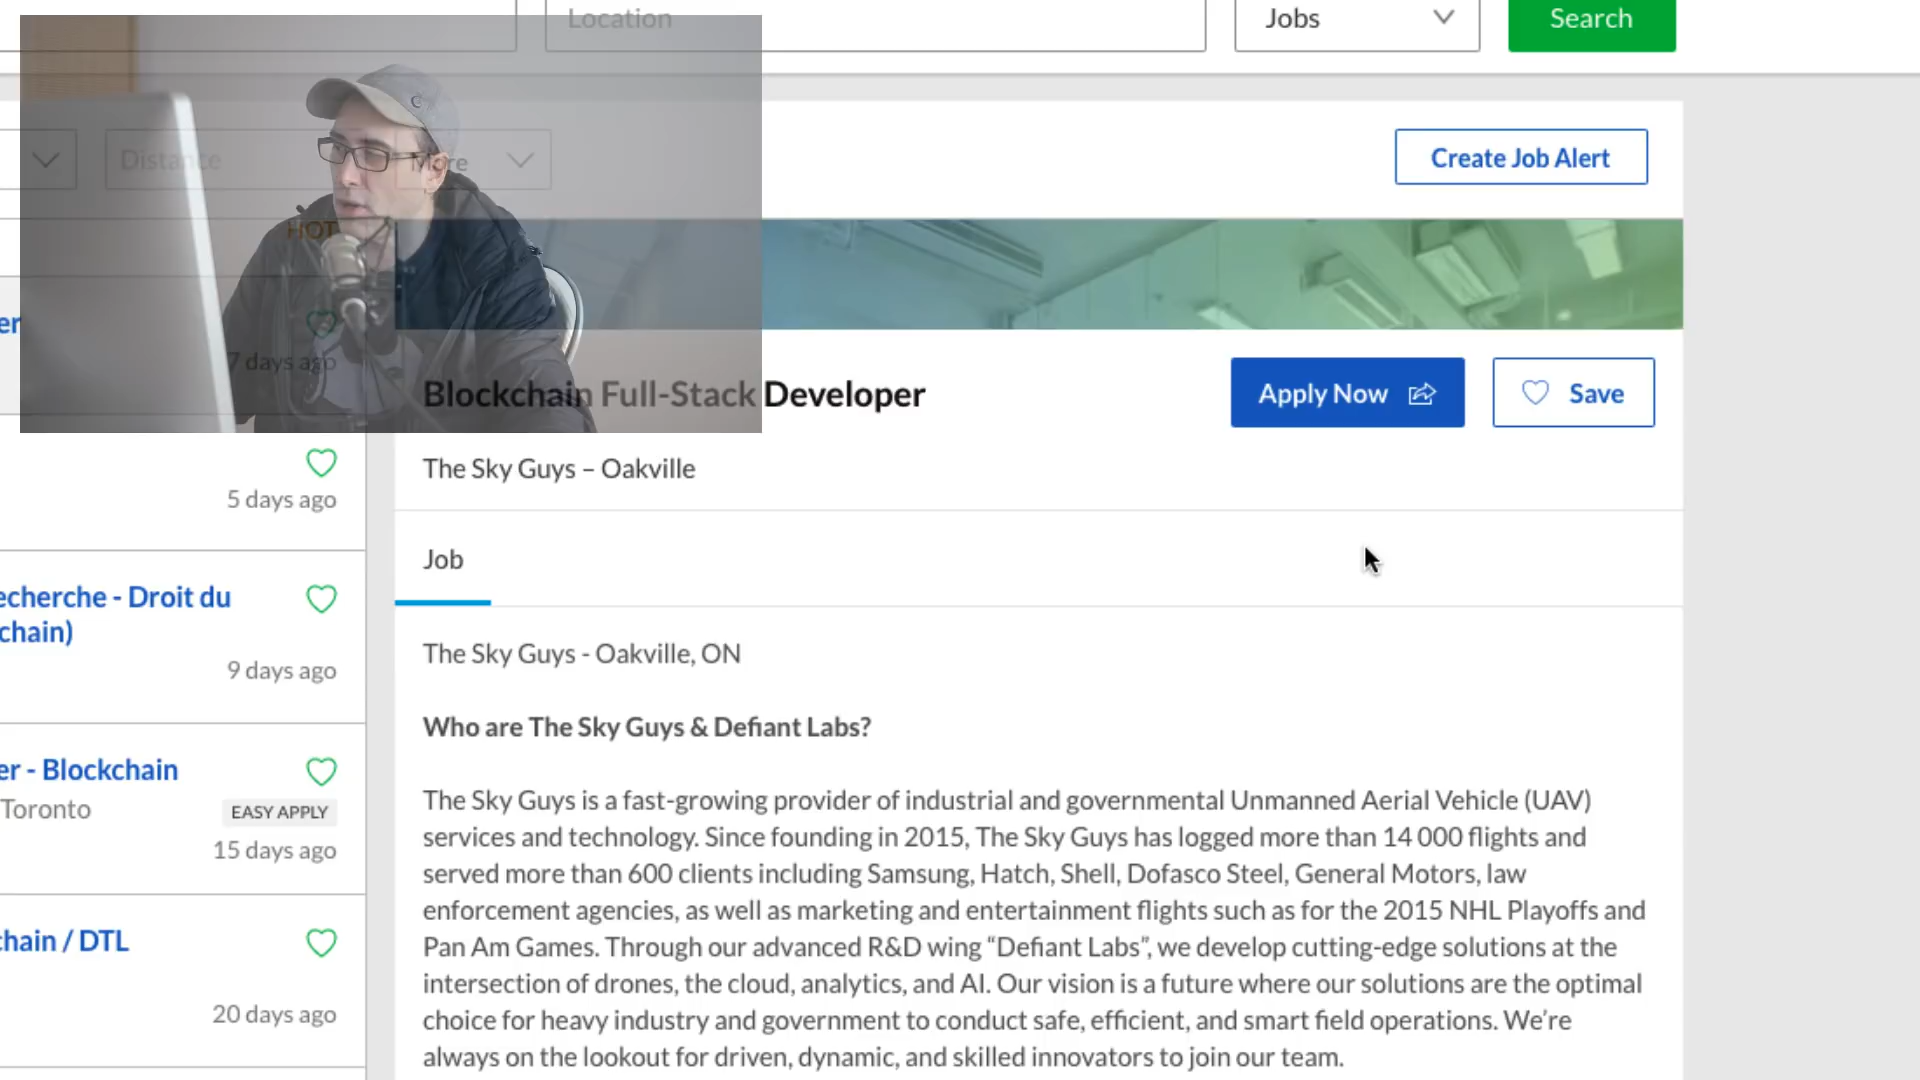 Location
Jobs
Search
Distance
More
Create Job Alert
HOT
er
7 days ago
Blockchain Full-Stack Developer
Apply Now
Save
The Sky Guys – Oakville
5 days ago
Job
echerche - Droit du
chain)
9 days ago
The Sky Guys - Oakville, ON
Who are The Sky Guys & Defiant Labs?
er - Blockchain
Toronto
EASY APPLY
15 days ago
The Sky Guys is a fast-growing provider of industrial and governmental Unmanned Aerial Vehicle (UAV)
services and technology. Since founding in 2015, The Sky Guys has logged more than 14 000 flights and
served more than 600 clients including Samsung, Hatch, Shell, Dofasco Steel, General Motors, law
enforcement agencies, as well as marketing and entertainment flights such as for the 2015 NHL Playoffs and
Pan Am Games. Through our advanced R&D wing “Defiant Labs”, we develop cutting-edge solutions at the
intersection of drones, the cloud, analytics, and AI. Our vision is a future where our solutions are the optimal
choice for heavy industry and government to conduct safe, efficient, and smart field operations. We’re
always on the lookout for driven, dynamic, and skilled innovators to join our team.
chain / DTL
20 days ago